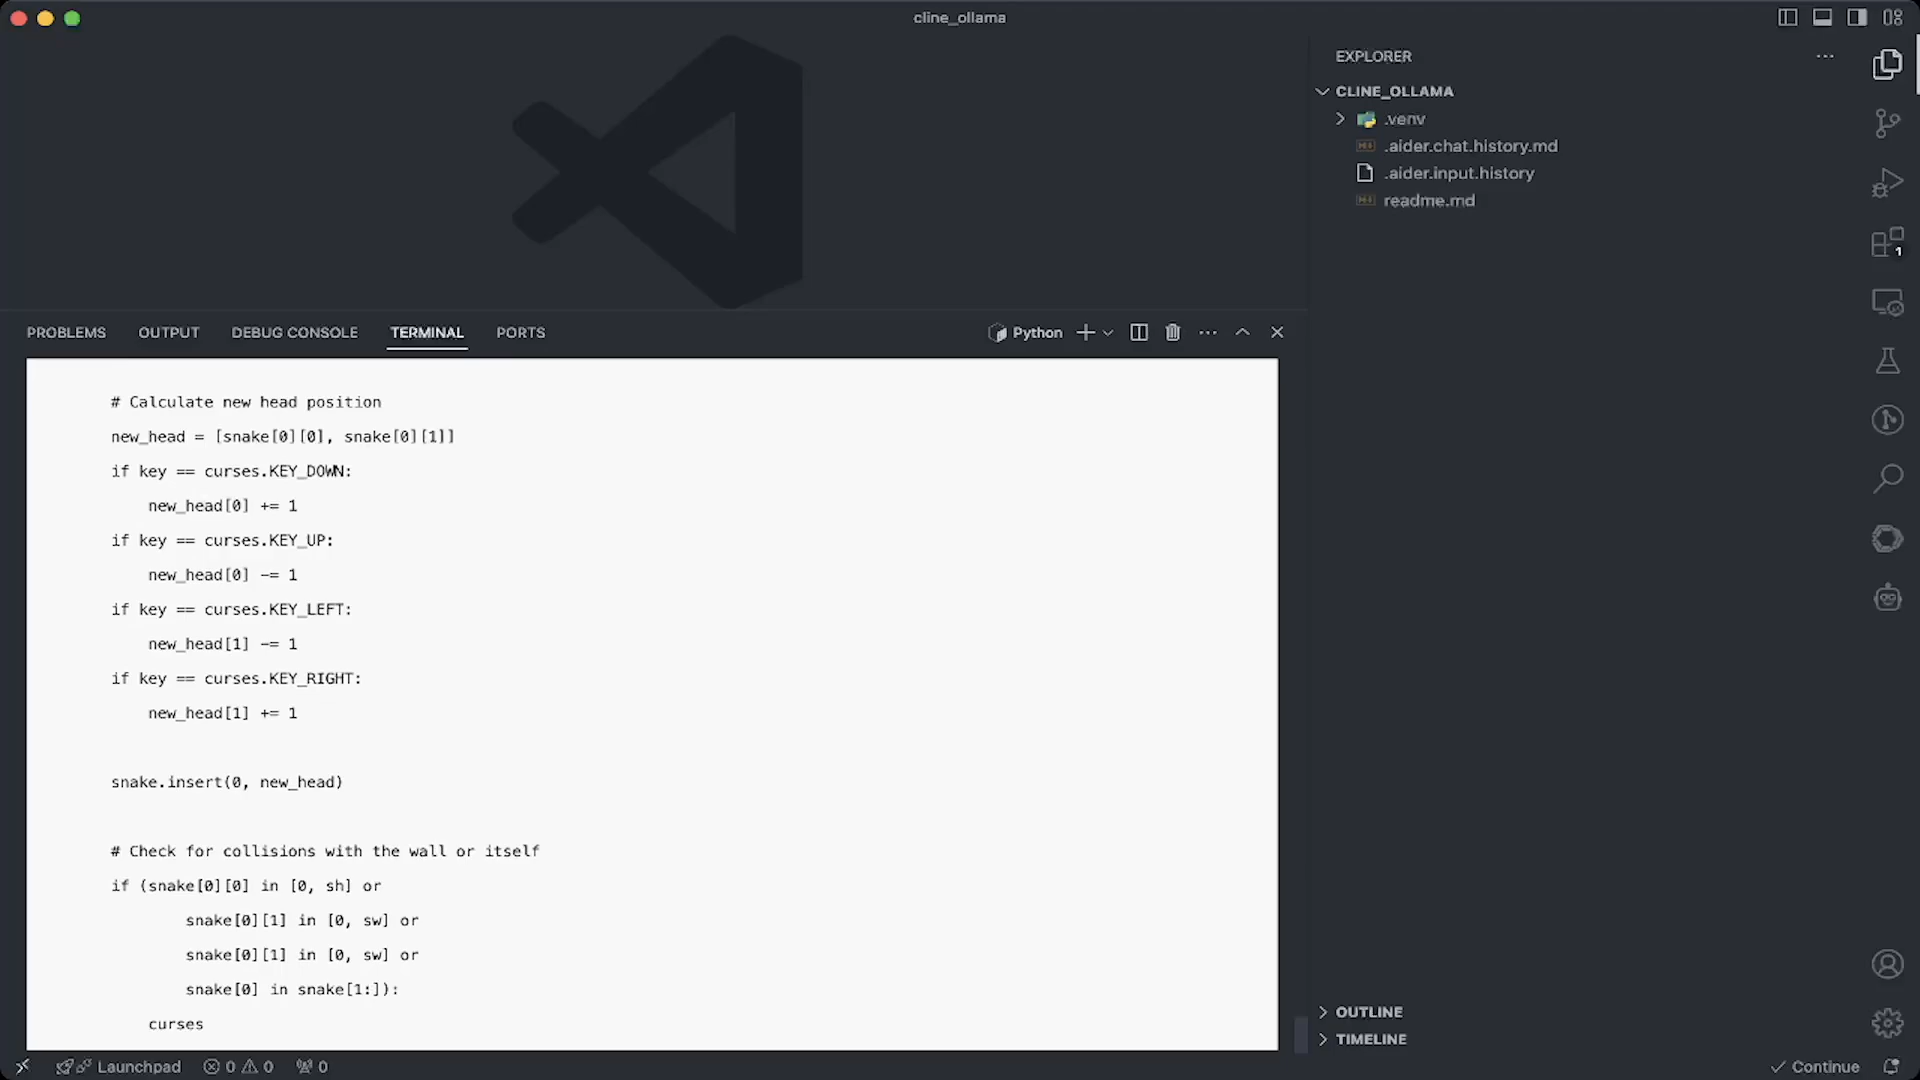 cline_ollama
EXPLORER
CLINE_OLLAMA
.venv
.aider.chat.history.md
.aider.input.history
readme.md
1
PROBLEMS OUTPUT DEBUG CONSOLE TERMINAL PORTS
Python
# Calculate new head position
new_head = [snake[0][0], snake[0][1]]
if key == curses.KEY_DOWN:
new_head[0] += 1
if key == curses.KEY_UP:
new_head[0] -= 1
if key == curses.KEY_LEFT:
new_head[1] -= 1
if key == curses.KEY_RIGHT:
new_head[1] += 1
snake.insert(0, new_head)
# Check for collisions with the wall or itself
if (snake[0][0] in [0, sh] or
snake[0][1] in [0, sw] or
snake[0][1] in [0, sw] or
snake[0] in snake[1:]):
curses
OUTLINE
TIMELINE
Launchpad 0 0 0
Continue